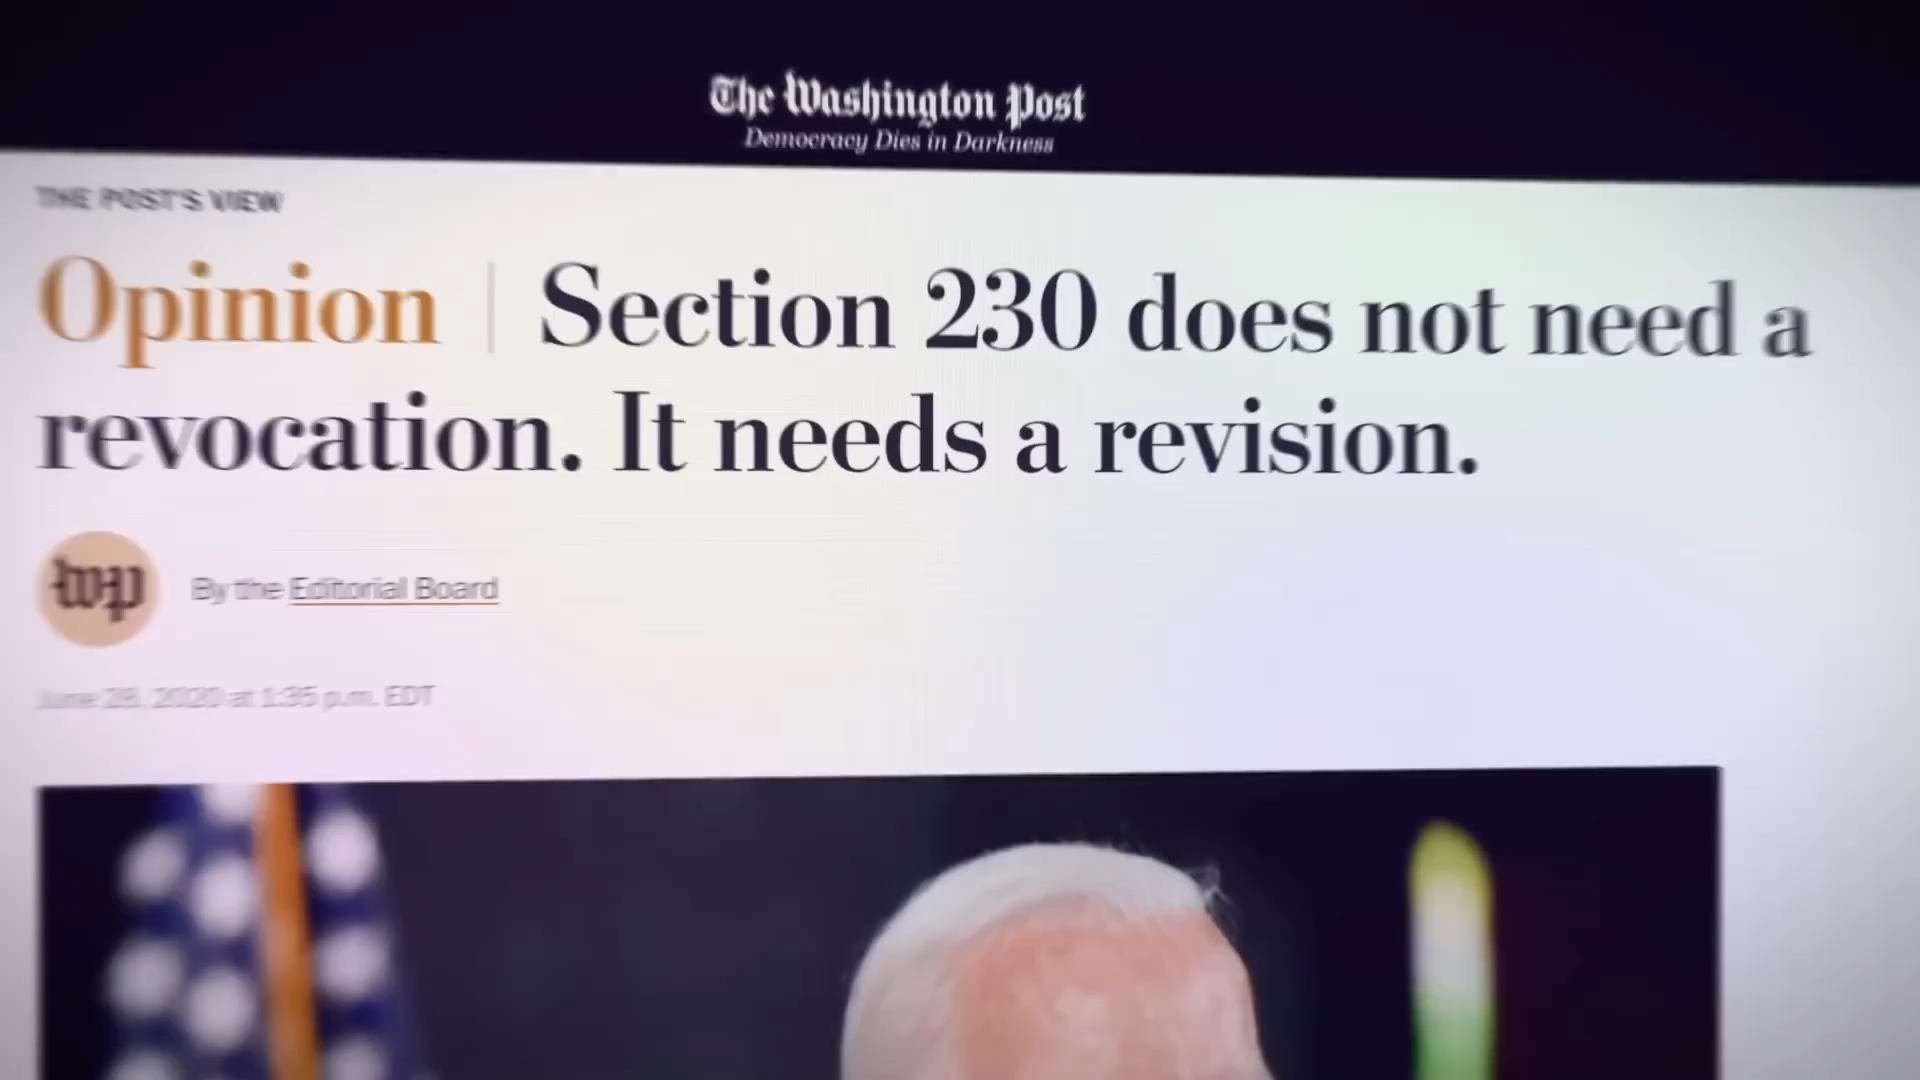 The Washington Post
Democracy Dies in Darkness
THE POST'S VIEW
Opinion | Section 230 does not need a
revocation. It needs a revision.
wp
By the Editorial Board
June 28, 2020 at 1:35 p.m. EDT